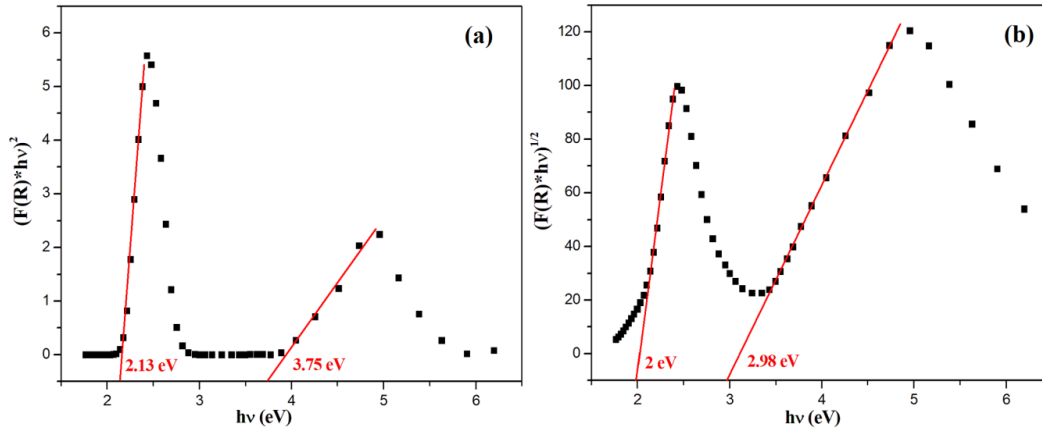 (a)
6
5
4
3
2
1
0
(F(R)*hν)²
2.13 eV
3.75 eV
2 3 4 5 6
hν (eV)
(b)
120
100
80
60
40
20
0
(F(R)*hν)^1/2
2 eV
2.98 eV
2 3 4 5 6
hν (eV)